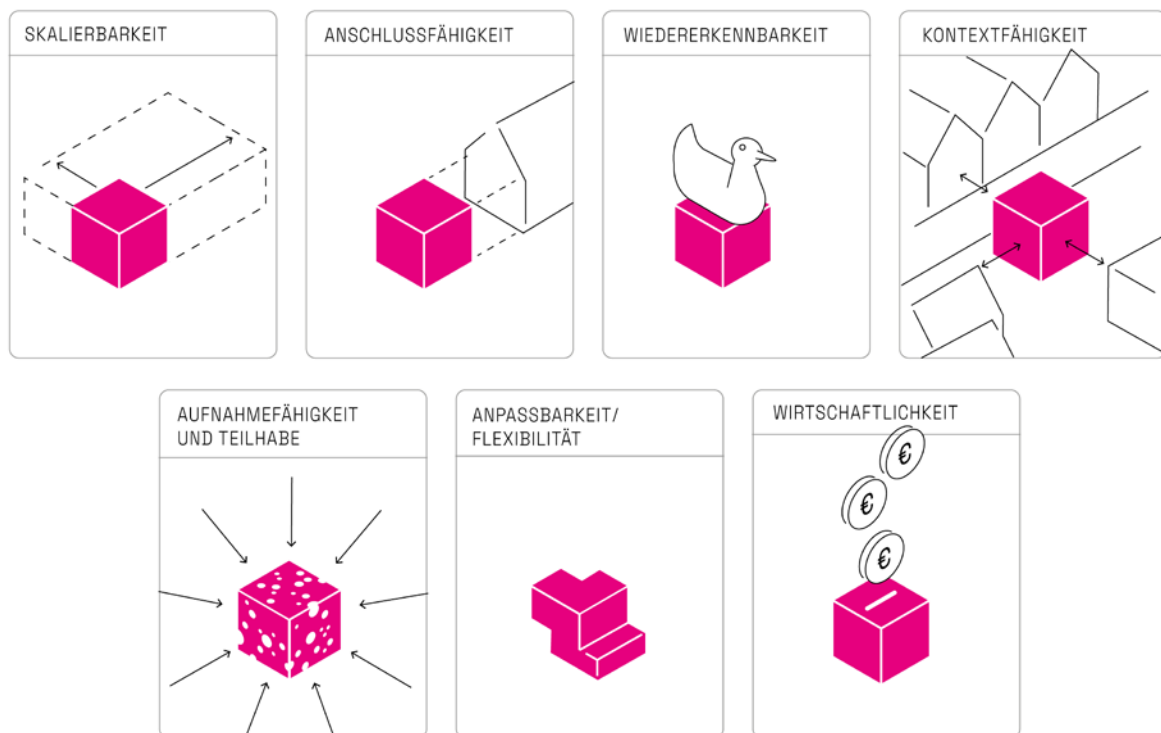 SKALIERBARKEIT
ANSCHLUSSFÄHIGKEIT
WIEDERERKENNBARKEIT
KONTEXTFÄHIGKEIT
AUFNAHMEFÄHIGKEIT
UND TEILHABE
ANPASSBARKEIT/
FLEXIBILITÄT
WIRTSCHAFTLICHKEIT
€
€
€